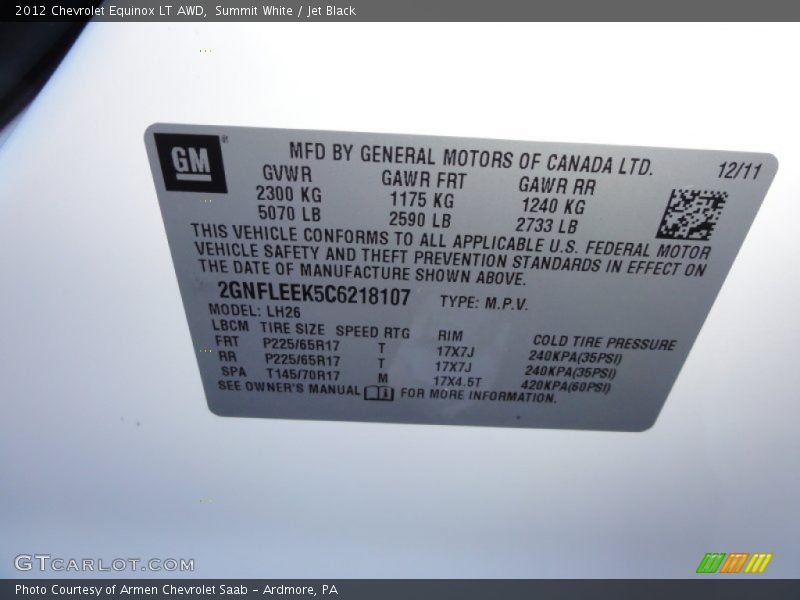 2012 Chevrolet Equinox LT AWD, Summit White / Jet Black
GM®
MFD BY GENERAL MOTORS OF CANADA LTD. 12/11
GVWR GAWR FRT GAWR RR
2300 KG 1175 KG 1240 KG
5070 LB 2590 LB 2733 LB
THIS VEHICLE CONFORMS TO ALL APPLICABLE U.S. FEDERAL MOTOR
VEHICLE SAFETY AND THEFT PREVENTION STANDARDS IN EFFECT ON
THE DATE OF MANUFACTURE SHOWN ABOVE.
2GNFLEEK5C6218107 TYPE: M.P.V.
MODEL: LH26
LBCM TIRE SIZE SPEED RTG RIM COLD TIRE PRESSURE
FRT P225/65R17 T 17X7J 240KPA(35PSI)
RR P225/65R17 T 17X7J 240KPA(35PSI)
SPA T145/70R17 M 17X4.5T 420KPA(60PSI)
SEE OWNER'S MANUAL FOR MORE INFORMATION.
GTCARLOT.COM
Photo Courtesy of Armen Chevrolet Saab - Ardmore, PA